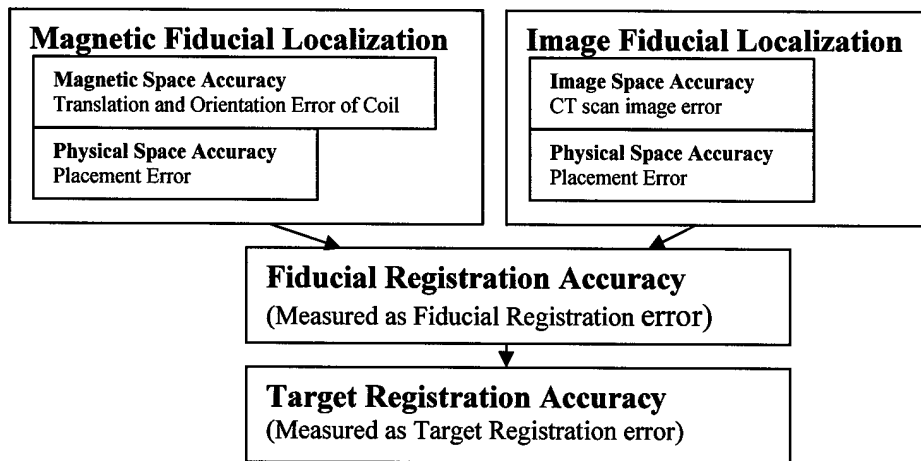 Magnetic Fiducial Localization
Magnetic Space Accuracy
Translation and Orientation Error of Coil
Physical Space Accuracy
Placement Error
Image Fiducial Localization
Image Space Accuracy
CT scan image error
Physical Space Accuracy
Placement Error
Fiducial Registration Accuracy
(Measured as Fiducial Registration error)
Target Registration Accuracy
(Measured as Target Registration error)